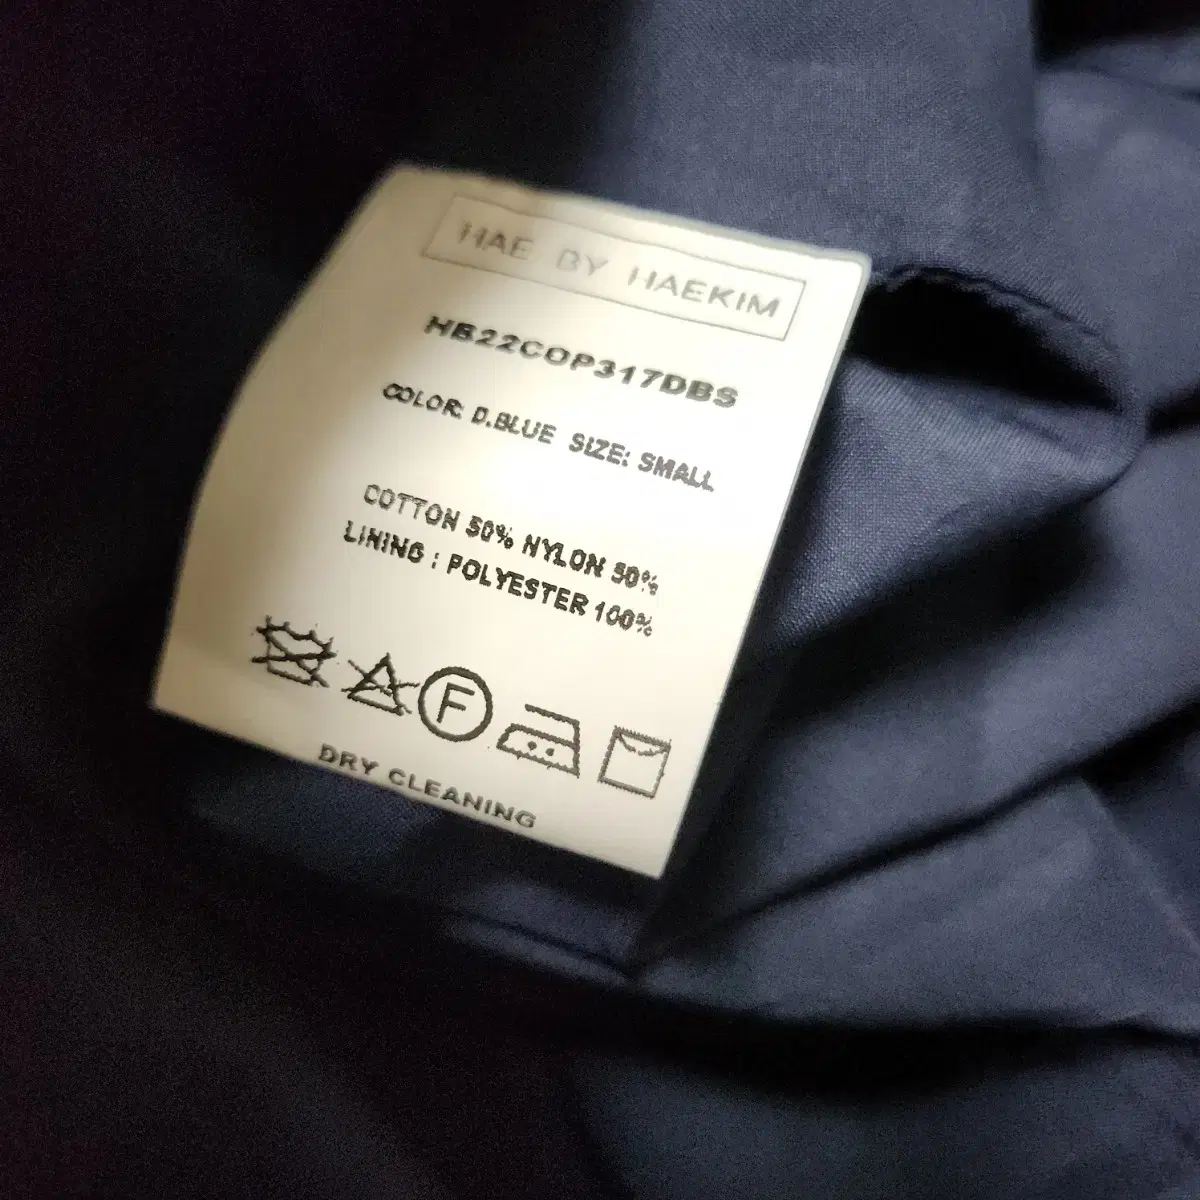 HAE BY HAEKIM
HB22COP317DBS
COLOR: D.BLUE SIZE: SMALL
COTTON 50% NYLON 50%
LINING : POLYESTER 100%
F
DRY CLEANING